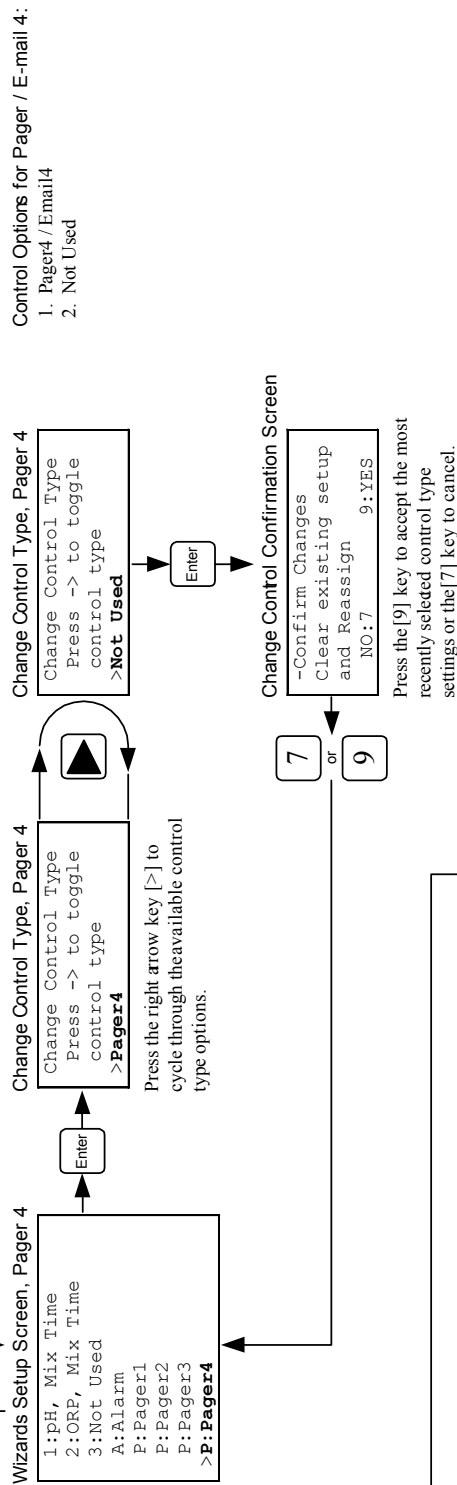 Wizards Setup Screen, Pager 4
1:pH, Mix Time
2:ORP, Mix Time
3:Not Used
A:Alarm
P:Pager1
P:Pager2
P:Pager3
>P:Pager4
Enter
Change Control Type, Pager 4
Change Control Type
Press -> to toggle
control type
>Pager4
Press the right arrow key [>] to
cycle through theavailable control
type options.
Change Control Type, Pager 4
Change Control Type
Press -> to toggle
control type
>Not Used
Enter
Change Control Confirmation Screen
-Confirm Changes
Clear existing setup
and Reassign
NO:7 9:YES
7
or
9
Press the[9] key to accept the most
recently selected control type
settings or the[7] key to cancel.
Control Options for Pager / E-mail 4:
1. Pager4 / Email4
2. Not Used